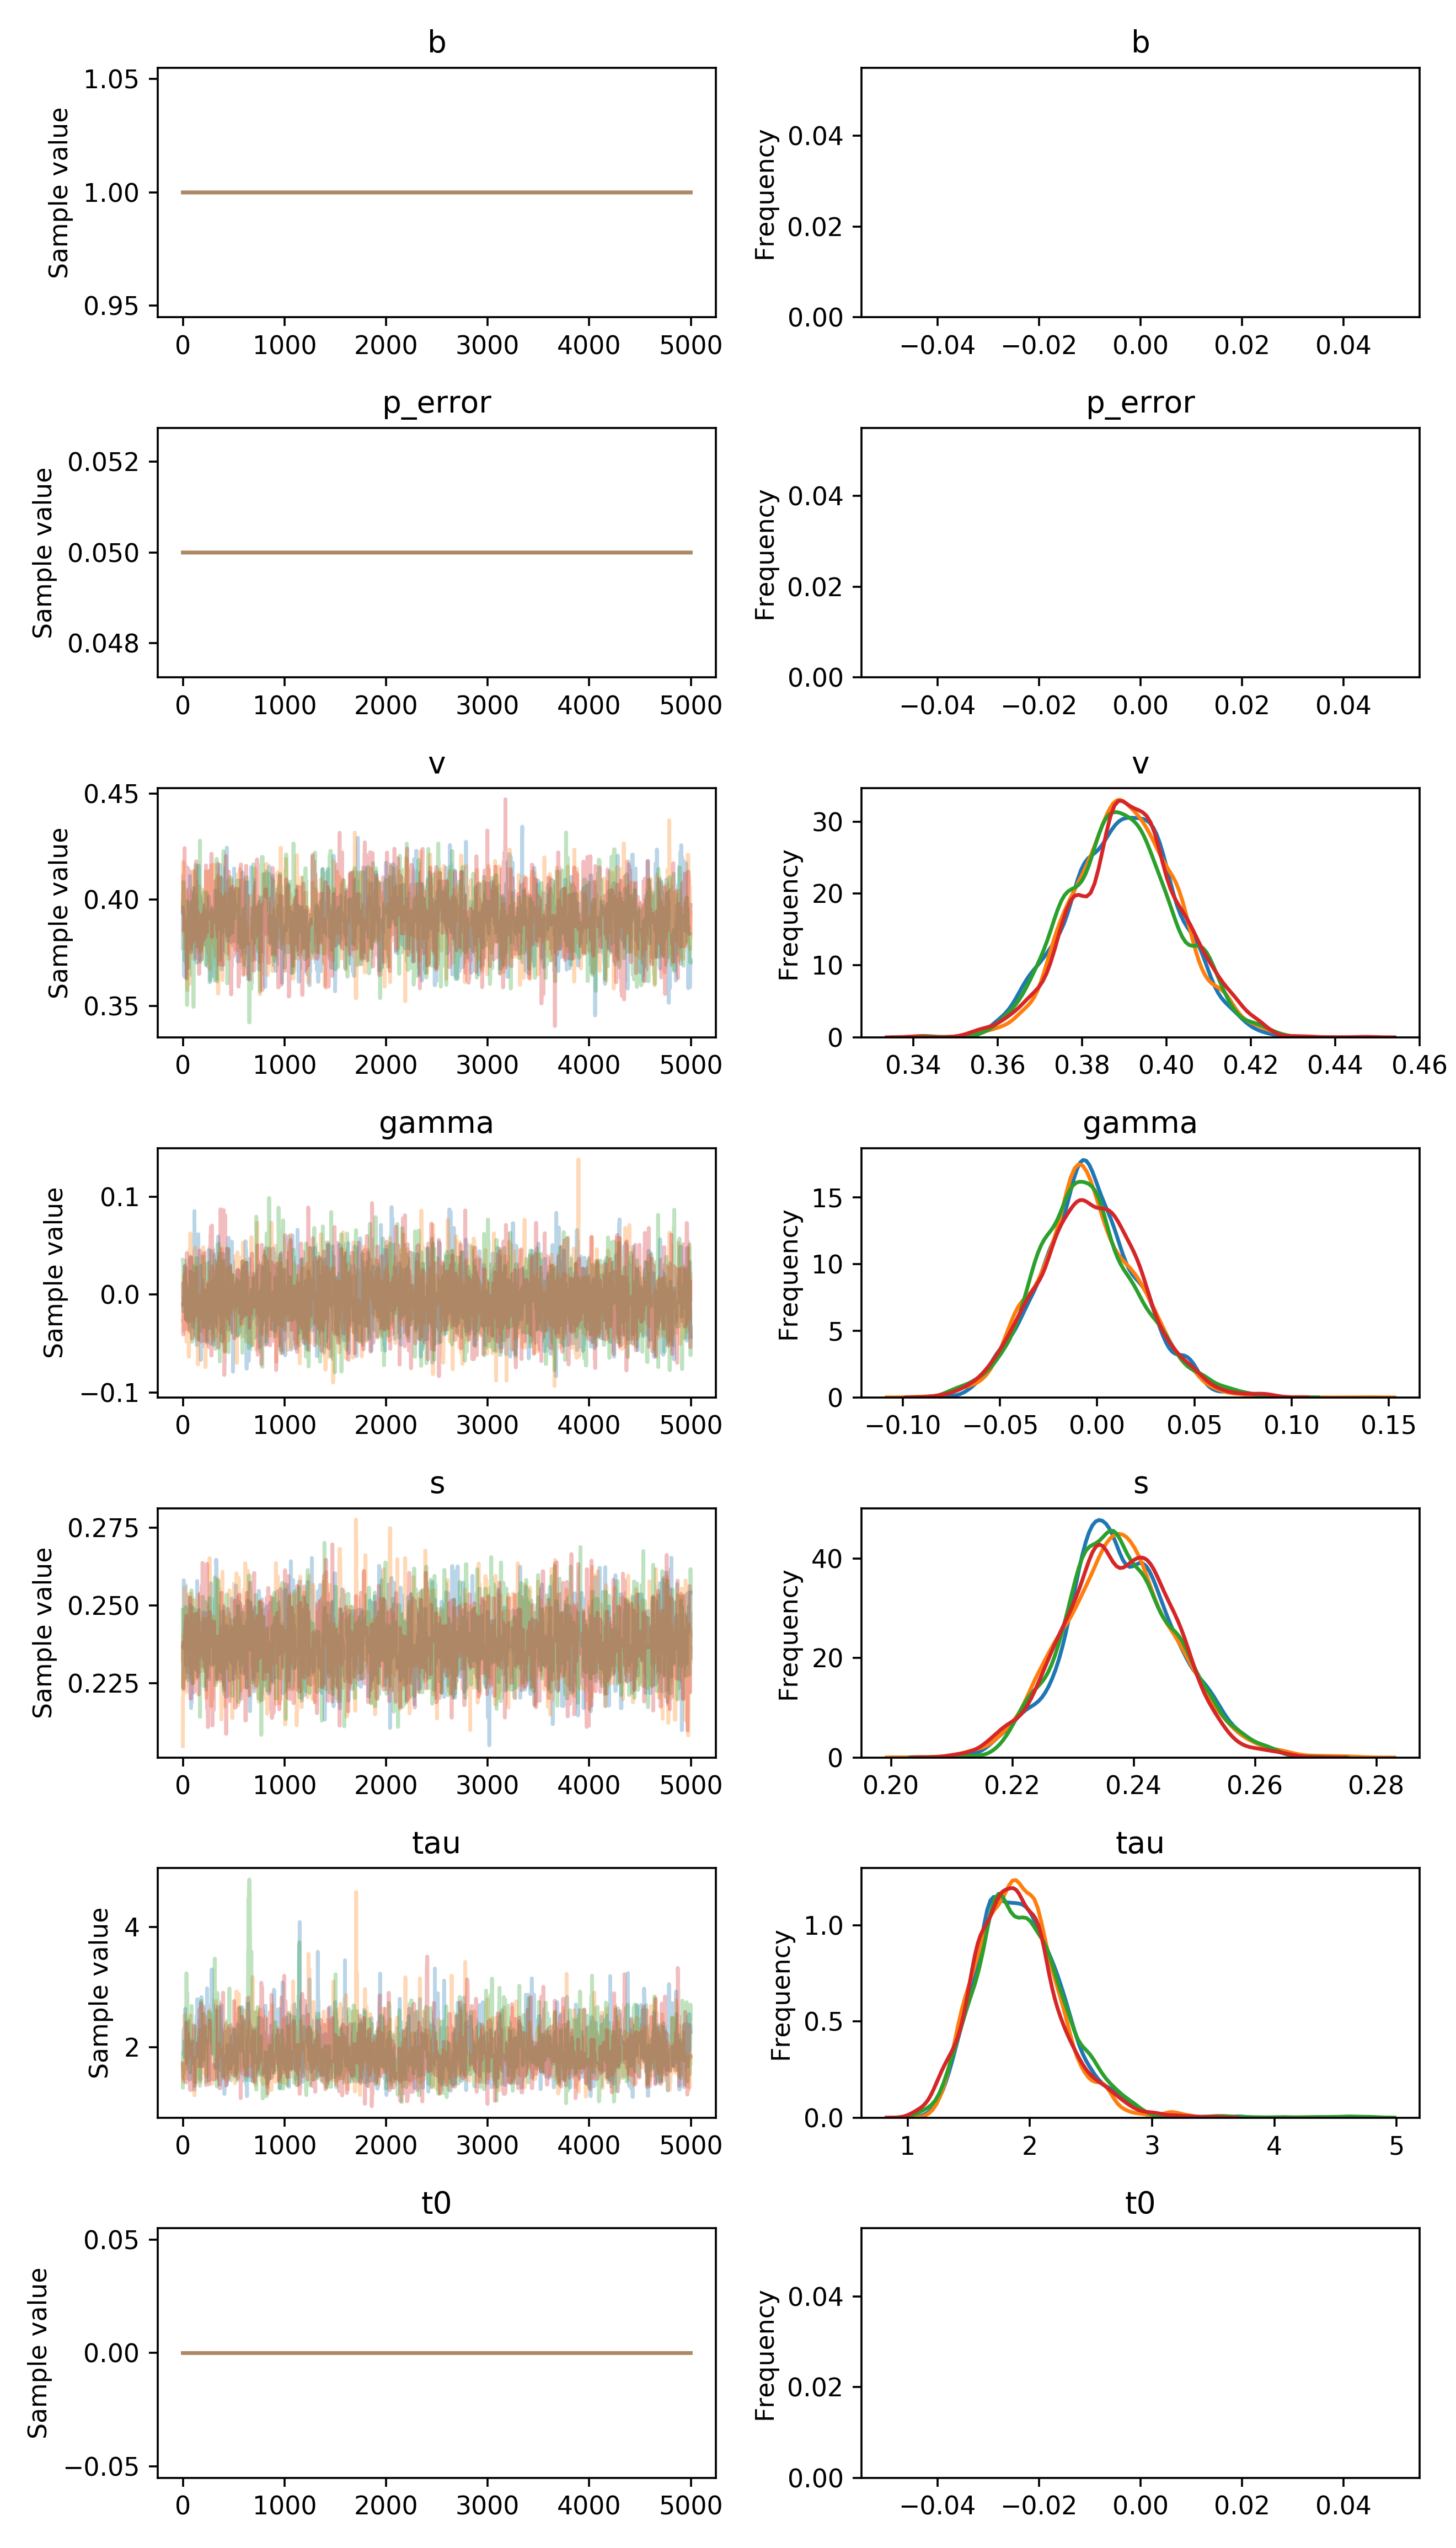 b
b
1.05
1.00
0.95
Sample value
0 1000 2000 3000 4000 5000
0.04
0.02
0.00
Frequency
−0.04 −0.02 0.00 0.02 0.04
p_error
p_error
0.052
0.050
0.048
Sample value
0 1000 2000 3000 4000 5000
0.04
0.02
0.00
Frequency
−0.04 −0.02 0.00 0.02 0.04
v
v
0.45
0.40
0.35
Sample value
0 1000 2000 3000 4000 5000
30
20
10
0
Frequency
0.34 0.36 0.38 0.40 0.42 0.44 0.46
gamma
gamma
0.1
0.0
−0.1
Sample value
0 1000 2000 3000 4000 5000
15
10
5
0
Frequency
−0.10 −0.05 0.00 0.05 0.10 0.15
s
s
0.275
0.250
0.225
Sample value
0 1000 2000 3000 4000 5000
40
20
0
Frequency
0.20 0.22 0.24 0.26 0.28
tau
tau
4
2
Sample value
0 1000 2000 3000 4000 5000
1.0
0.5
0.0
Frequency
1 2 3 4 5
t0
t0
0.05
0.00
−0.05
Sample value
0 1000 2000 3000 4000 5000
0.04
0.02
0.00
Frequency
−0.04 −0.02 0.00 0.02 0.04